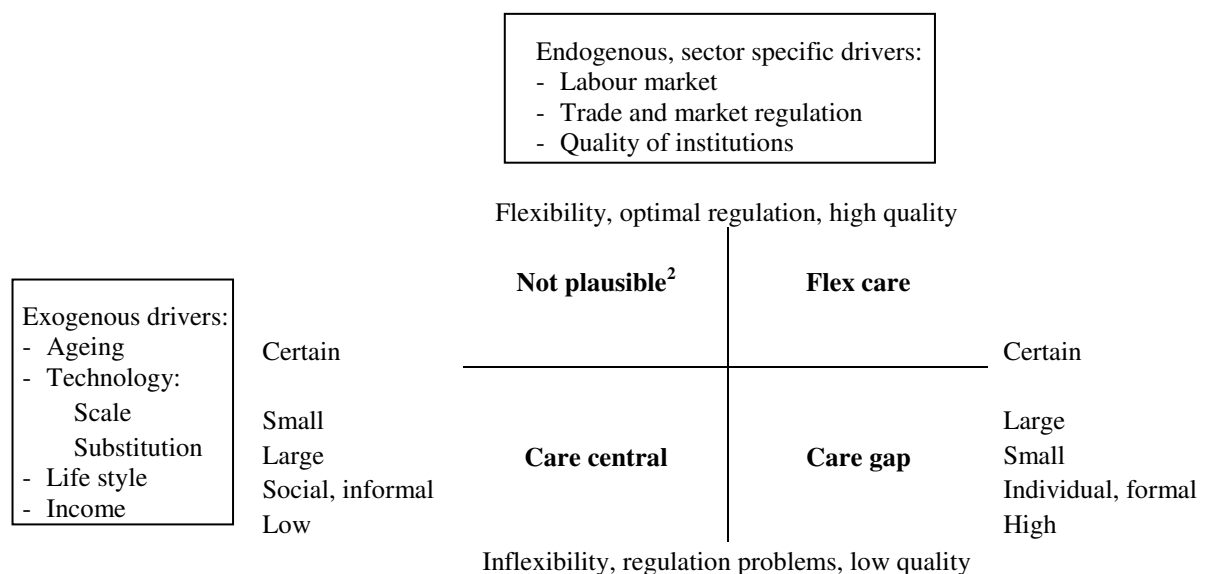 Endogenous, sector specific drivers:
- Labour market
- Trade and market regulation
- Quality of institutions
Flexibility, optimal regulation, high quality
Not plausible²
Flex care
Exogenous drivers:
- Ageing
- Technology:
Scale
Substitution
- Life style
- Income
Certain
Small
Large
Social, informal
Low
Care central
Care gap
Certain
Large
Small
Individual, formal
High
Inflexibility, regulation problems, low quality